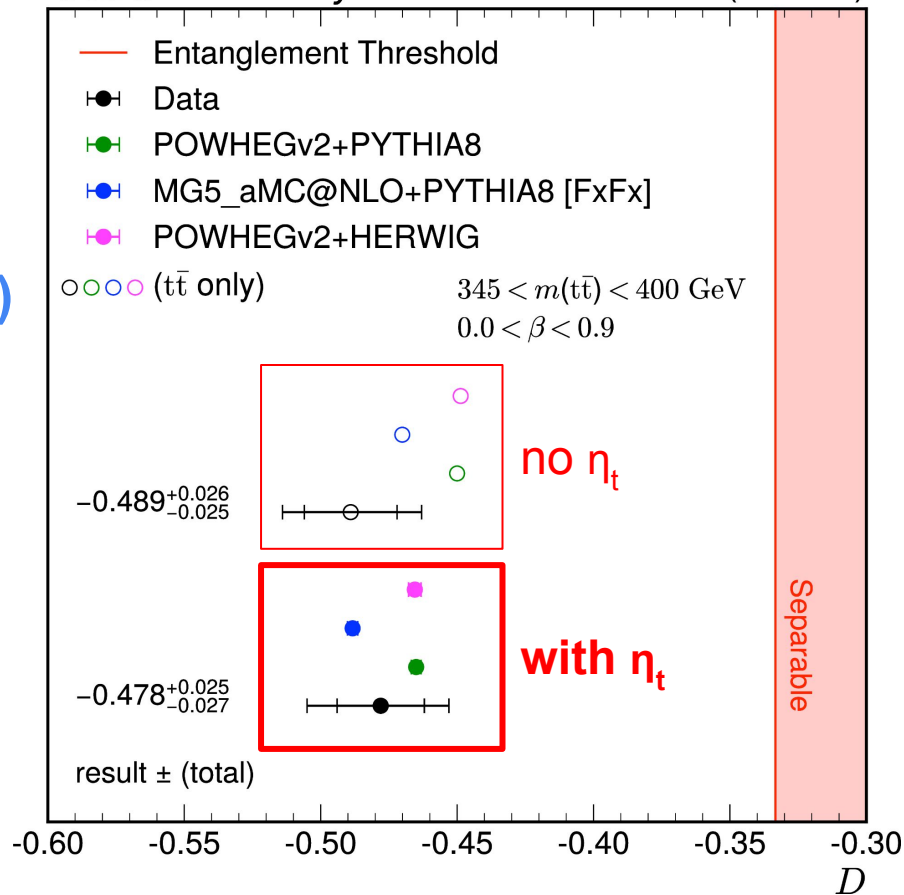 Entanglement Threshold
Data
POWHEGv2+PYTHIA8
MG5_aMC@NLO+PYTHIA8 [FxFx]
POWHEGv2+HERWIG
(tt̄ only)
345 < m(tt̄) < 400 GeV
0.0 < β < 0.9
)
no ηt
−0.489 +0.026 −0.025
with ηt
−0.478 +0.025 −0.027
Separable
result ± (total)
-0.60 -0.55 -0.50 -0.45 -0.40 -0.35 -0.30
D